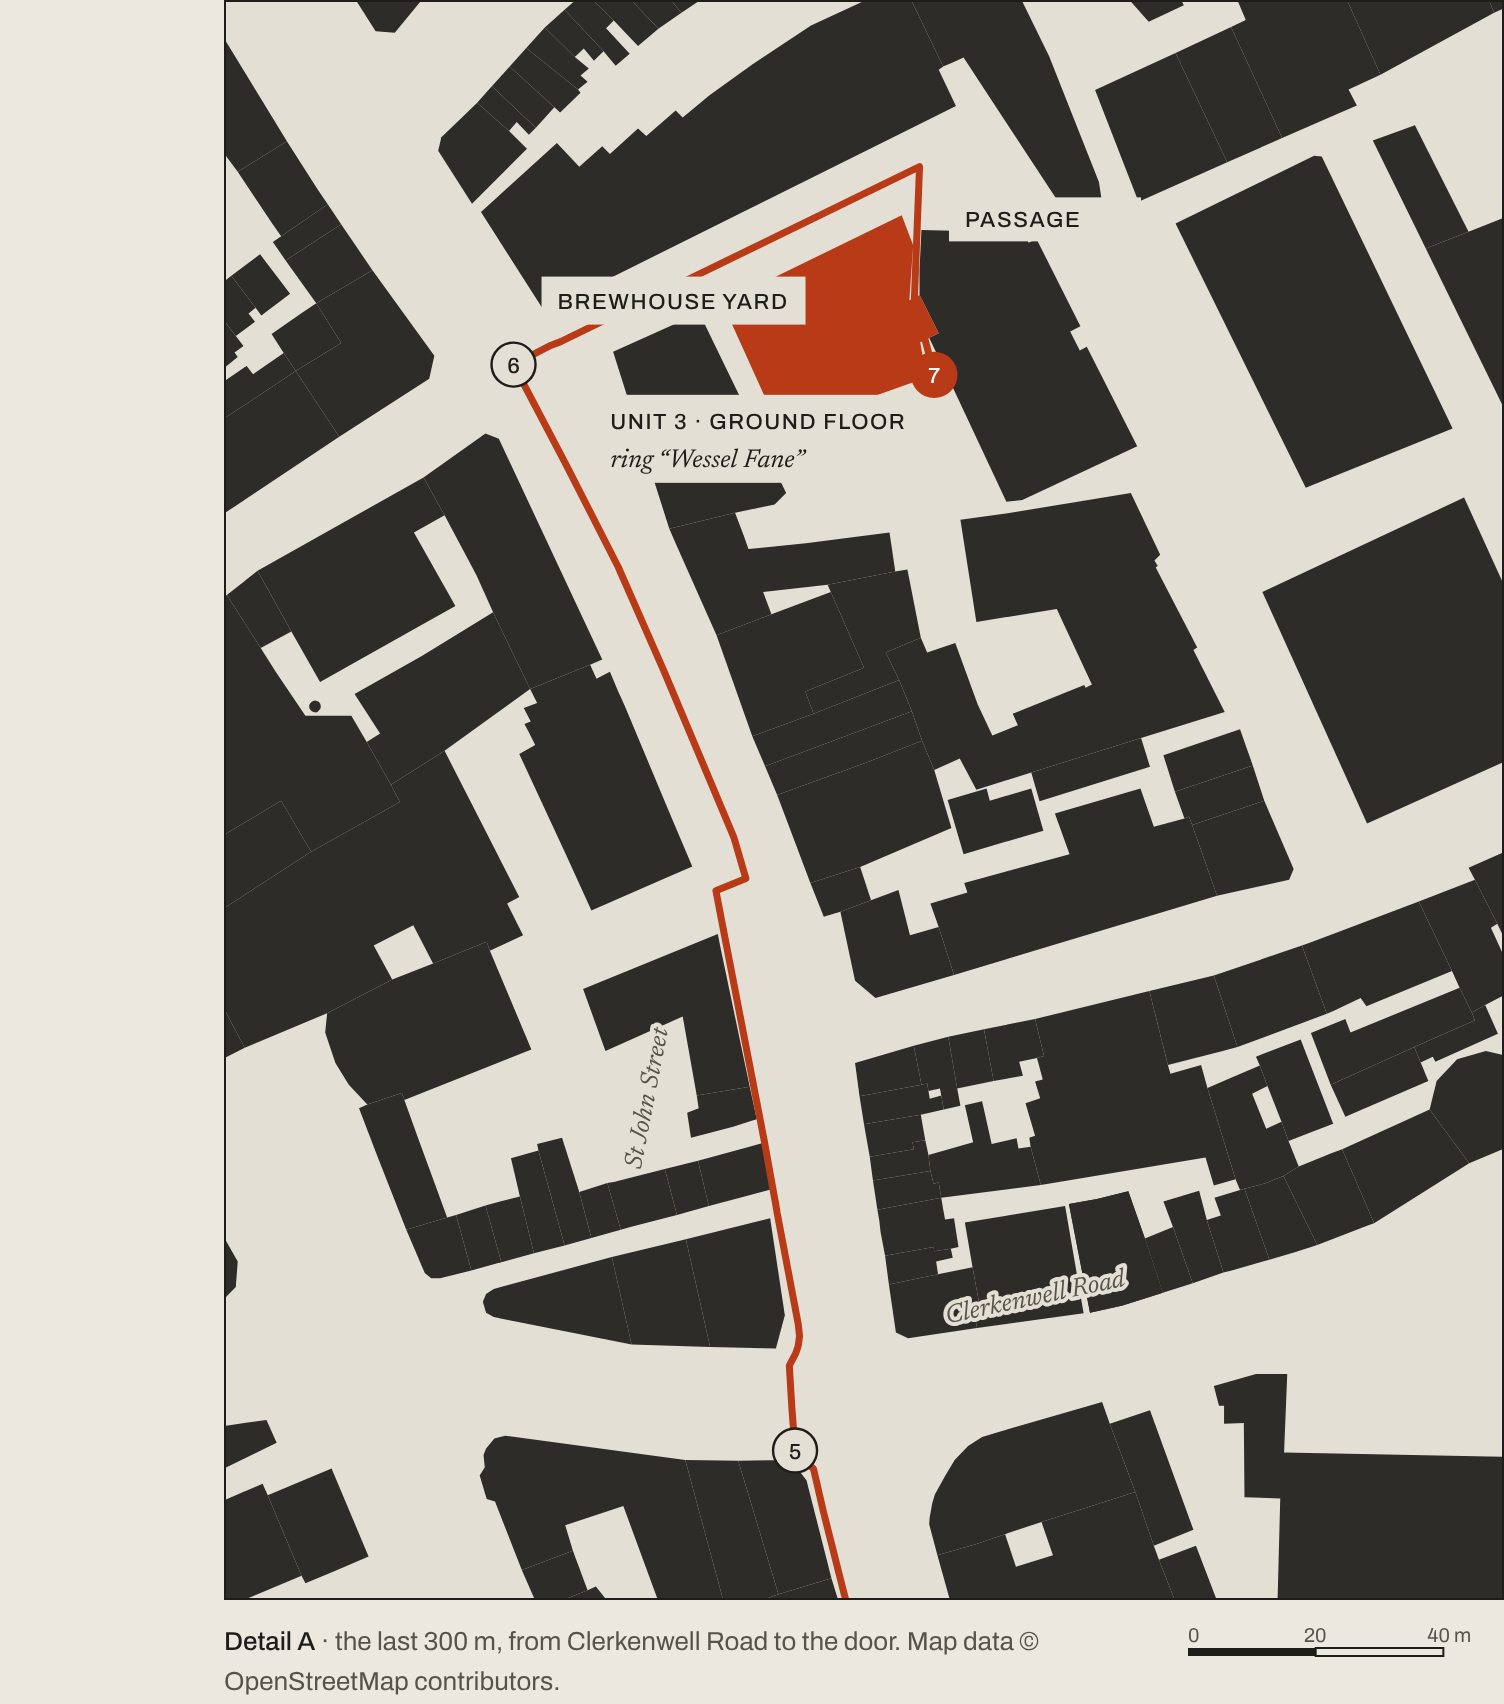 PASSAGE
BREWHOUSE YARD
6
7
UNIT 3 · GROUND FLOOR
ring “Wessel Fane”
St John Street
Clerkenwell Road
5
Detail A · the last 300 m, from Clerkenwell Road to the door. Map data ©
OpenStreetMap contributors.
0 20 40 m